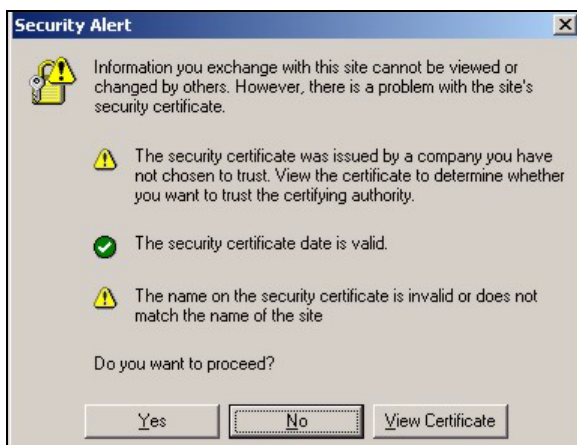 Security Alert
Information you exchange with this site cannot be viewed or
changed by others. However, there is a problem with the site's
security certificate.
The security certificate was issued by a company you have
not chosen to trust. View the certificate to determine whether
you want to trust the certifying authority.
The security certificate date is valid.
The name on the security certificate is invalid or does not
match the name of the site
Do you want to proceed?
Yes No View Certificate